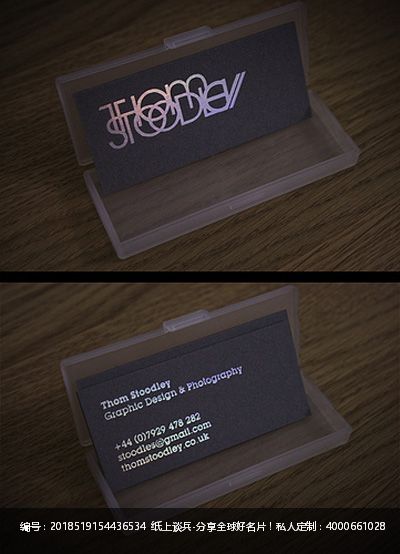 THOM
STOODLEY
Thom Stoodley
Graphic Design & Photography
+44 (0)7929 478 282
stoodles@gmail.com
thomstoodley.co.uk
编号：2018519154436534 纸上谈兵-分享全球好名片！私人定制：4000661028